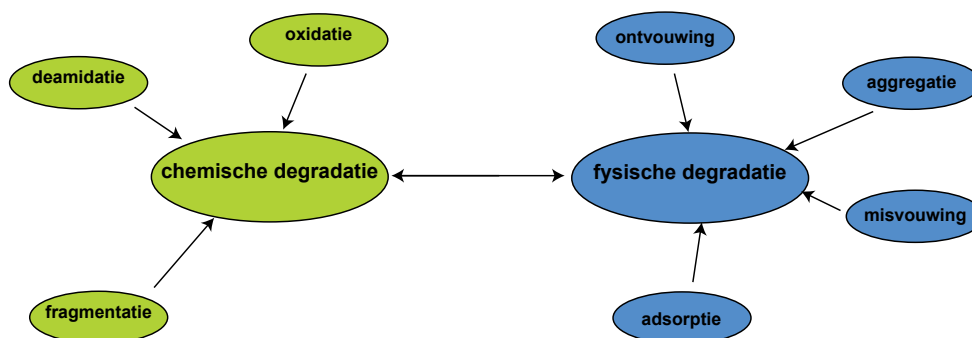 oxidatie
deamidatie
chemische degradatie
fragmentatie
ontvouwing
aggregatie
fysische degradatie
misvouwing
adsorptie